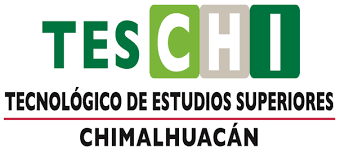 TESCHI
TECNOLÓGICO DE ESTUDIOS SUPERIORES
CHIMALHUACÁN